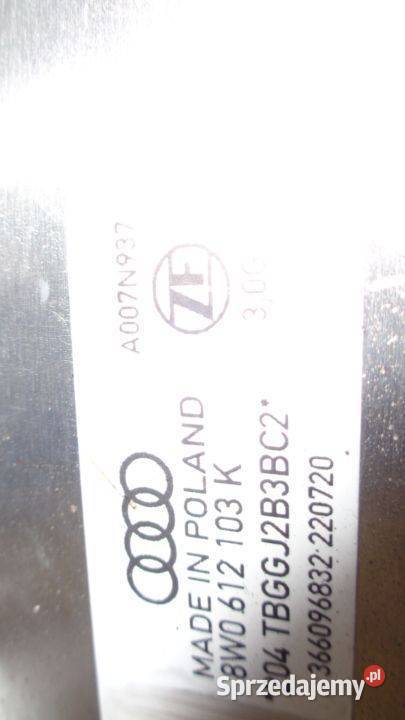 A007N937
ZF
3,0G
MADE IN POLAND
8W0 612 103 K
TBGGJ2B3BC2*
366096832 220720
Sprzedajemy.pl